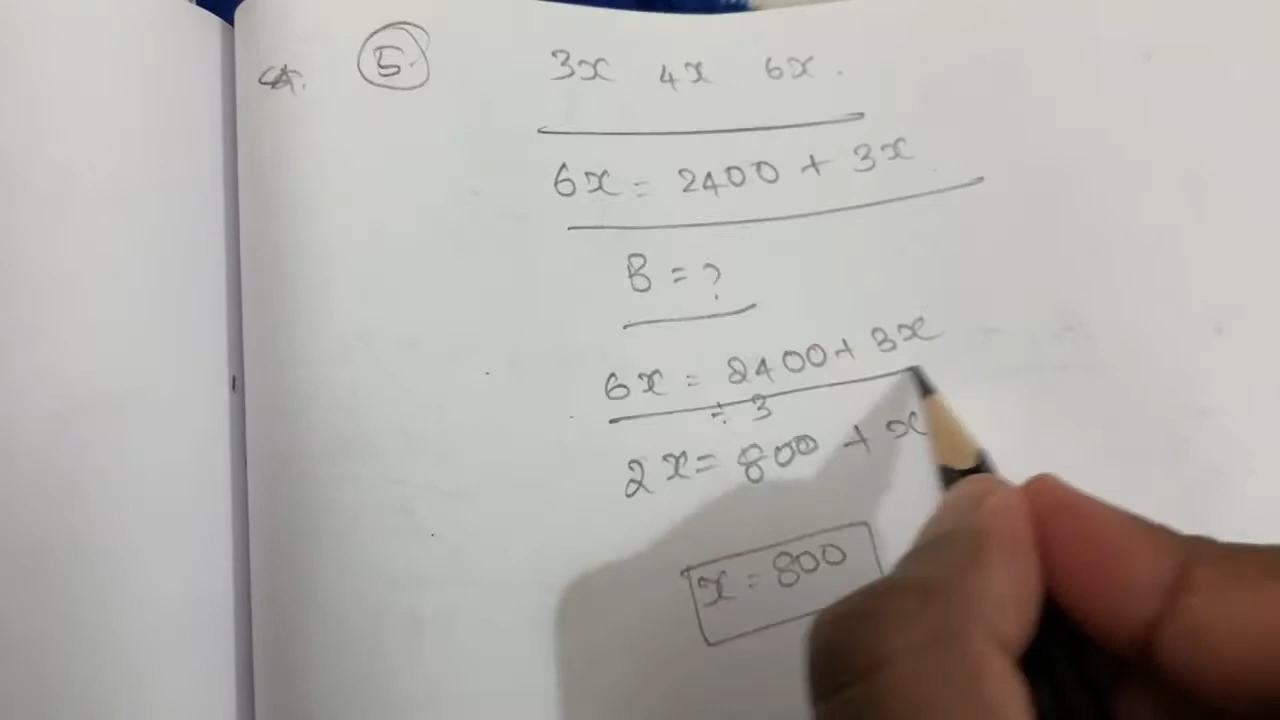 5.
3x 4x 6x.
6x = 2400 + 3x
B = ?
6x = 2400 + 3x
÷ 3
2x = 800 + x
x = 800